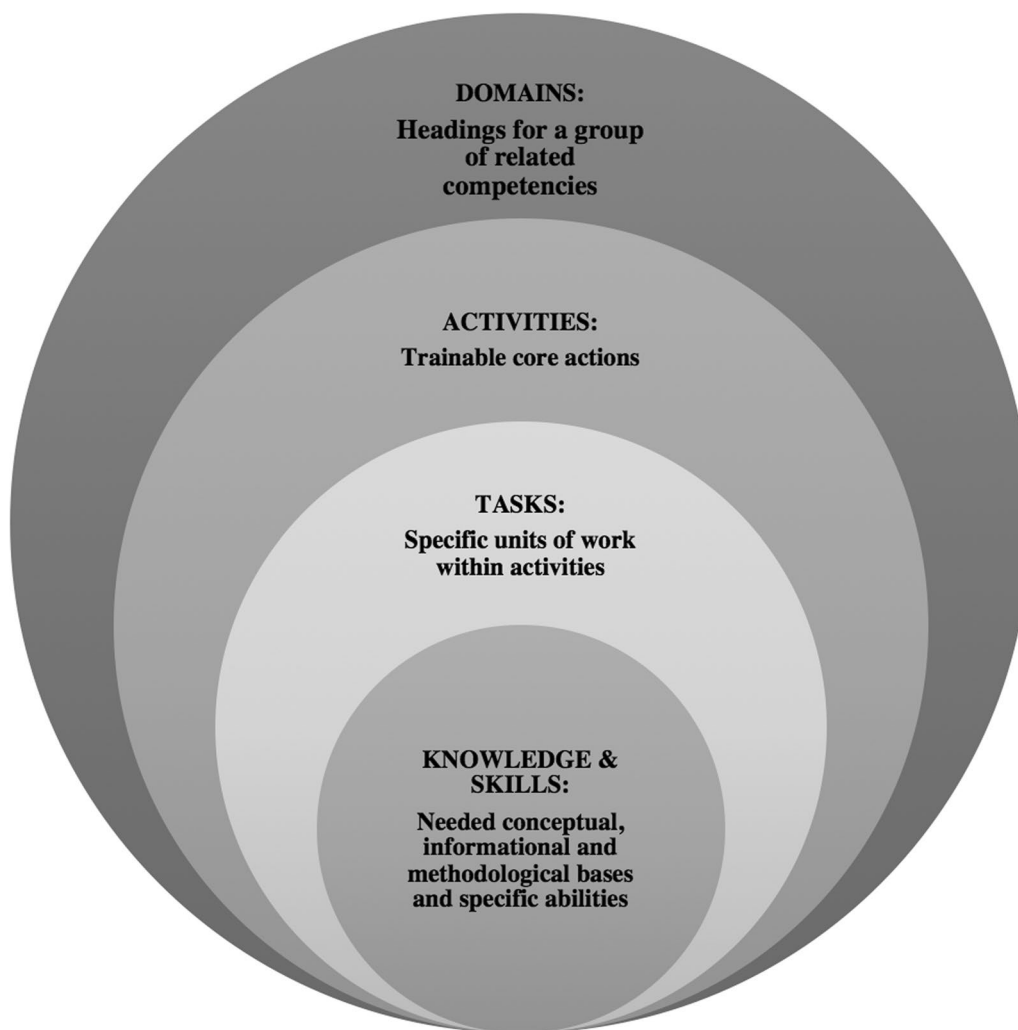 DOMAINS:
Headings for a group
of related
competencies
ACTIVITIES:
Trainable core actions
TASKS:
Specific units of work
within activities
KNOWLEDGE &
SKILLS:
Needed conceptual,
informational and
methodological bases
and specific abilities